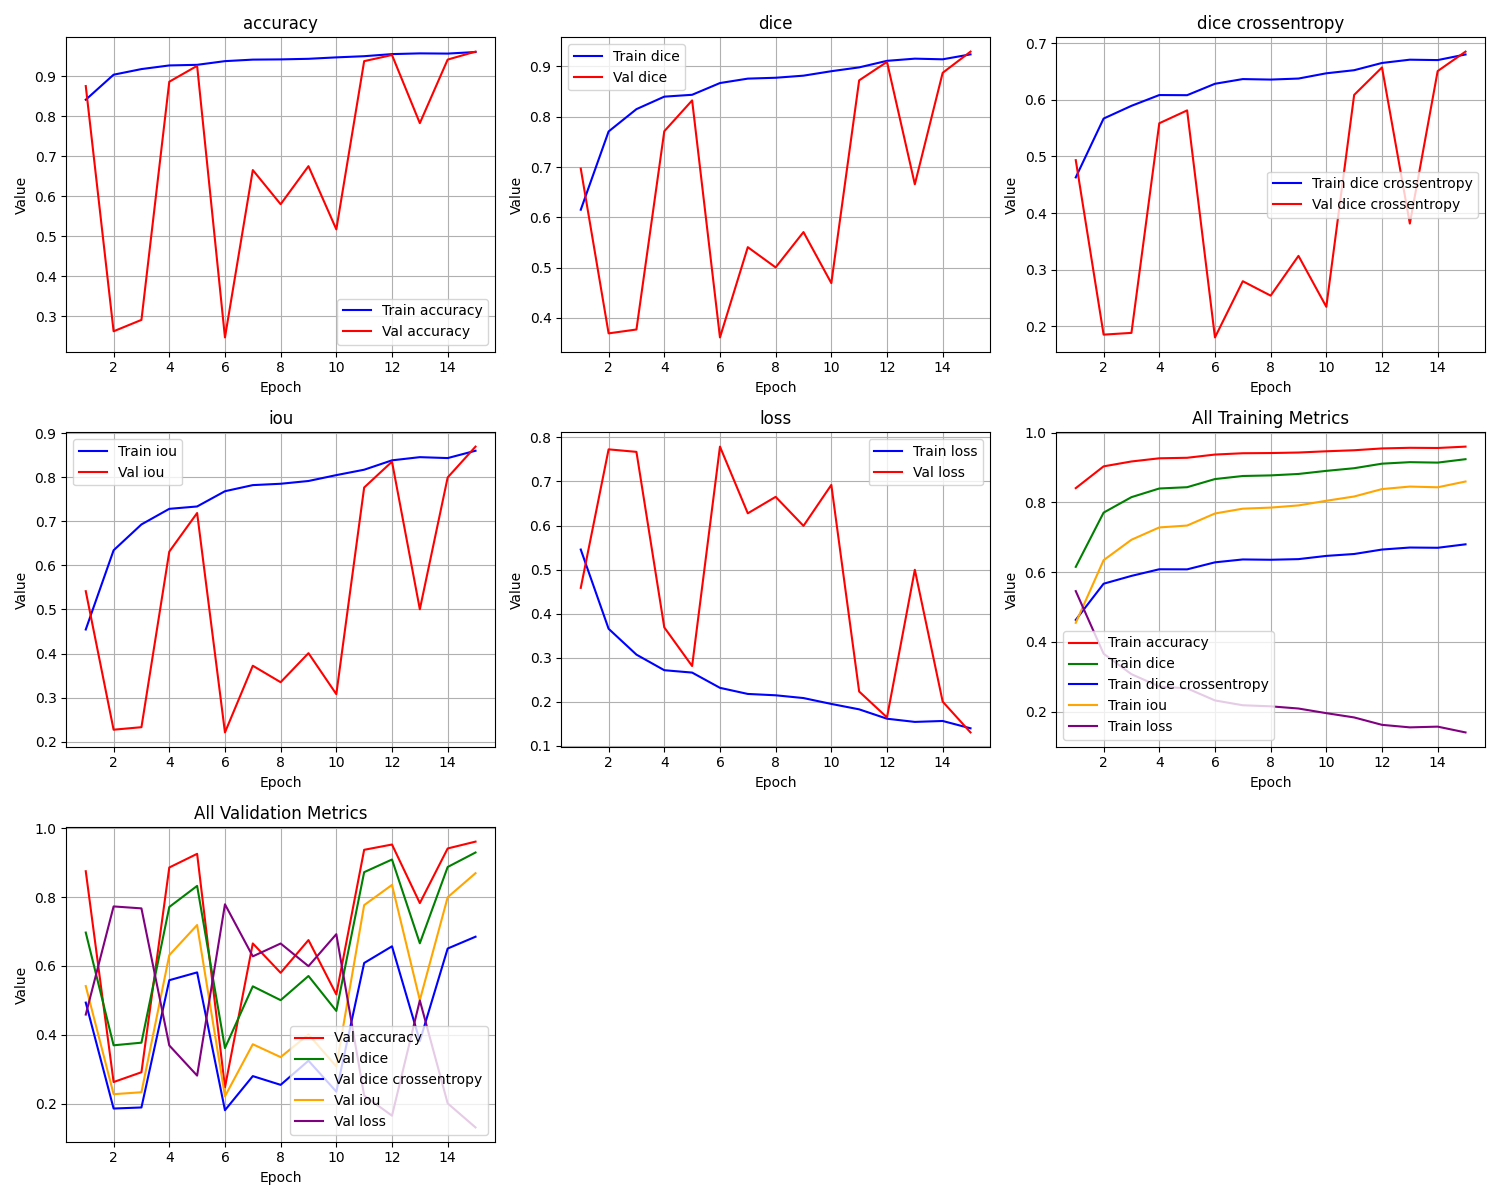 accuracy
Value
0.9
0.8
0.7
0.6
0.5
0.4
0.3
Train accuracy
Val accuracy
2 4 6 8 10 12 14
Epoch
dice
Value
0.9
0.8
0.7
0.6
0.5
0.4
Train dice
Val dice
2 4 6 8 10 12 14
Epoch
dice crossentropy
Value
0.7
0.6
0.5
0.4
0.3
0.2
Train dice crossentropy
Val dice crossentropy
2 4 6 8 10 12 14
Epoch
iou
Value
0.9
0.8
0.7
0.6
0.5
0.4
0.3
0.2
Train iou
Val iou
2 4 6 8 10 12 14
Epoch
loss
Value
0.8
0.7
0.6
0.5
0.4
0.3
0.2
0.1
Train loss
Val loss
2 4 6 8 10 12 14
Epoch
All Training Metrics
Value
1.0
0.8
0.6
0.4
0.2
Train accuracy
Train dice
Train dice crossentropy
Train iou
Train loss
2 4 6 8 10 12 14
Epoch
All Validation Metrics
Value
1.0
0.8
0.6
0.4
0.2
Val accuracy
Val dice
Val dice crossentropy
Val iou
Val loss
2 4 6 8 10 12 14
Epoch